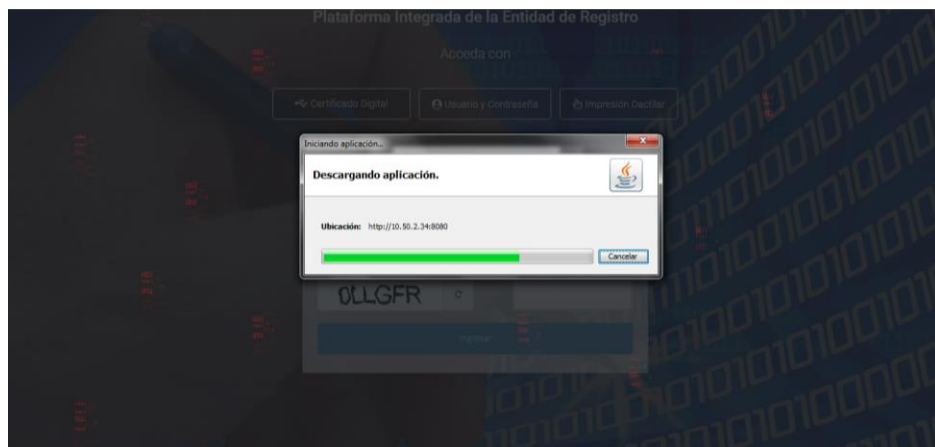 Plataforma Integrada de la Entidad de Registro
Acceda con
Certificado Digital
Usuario y Contraseña
Impresión Dactilar
Iniciando aplicación...
Descargando aplicación.
Ubicación: http://10.50.2.34:8080
Cancelar
0LLGFR
Ingresar